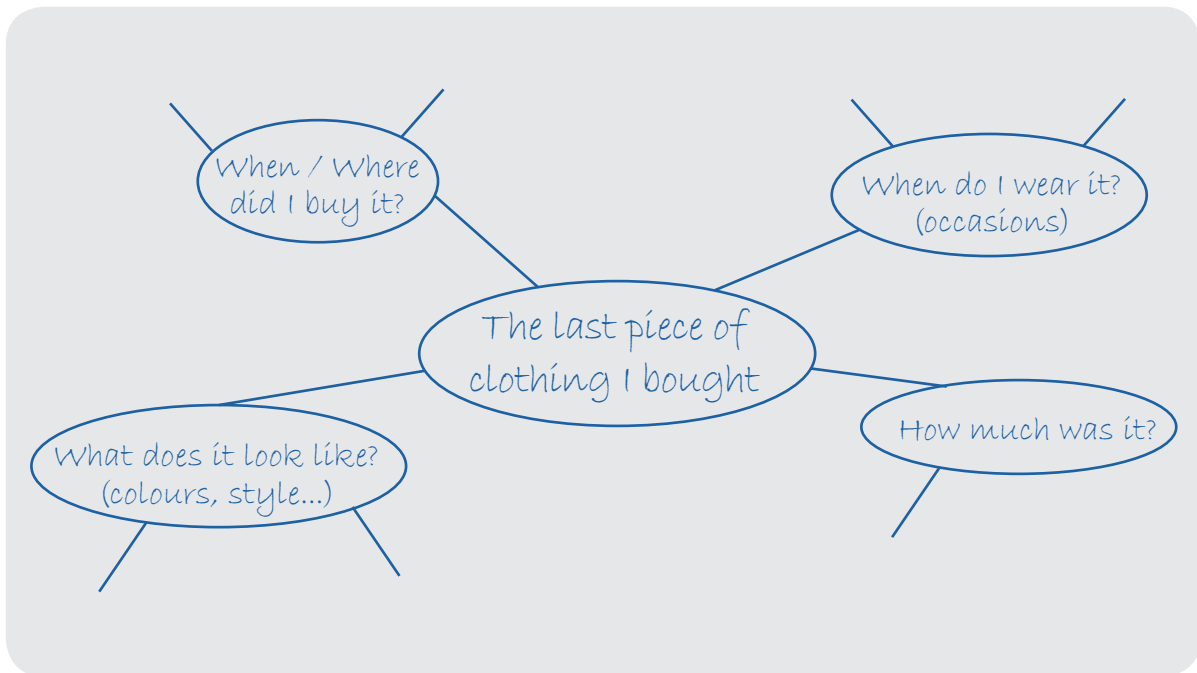 When / Where
did I buy it?
When do I wear it?
(occasions)
The last piece of
clothing I bought
What does it look like?
(colours, style...)
How much was it?